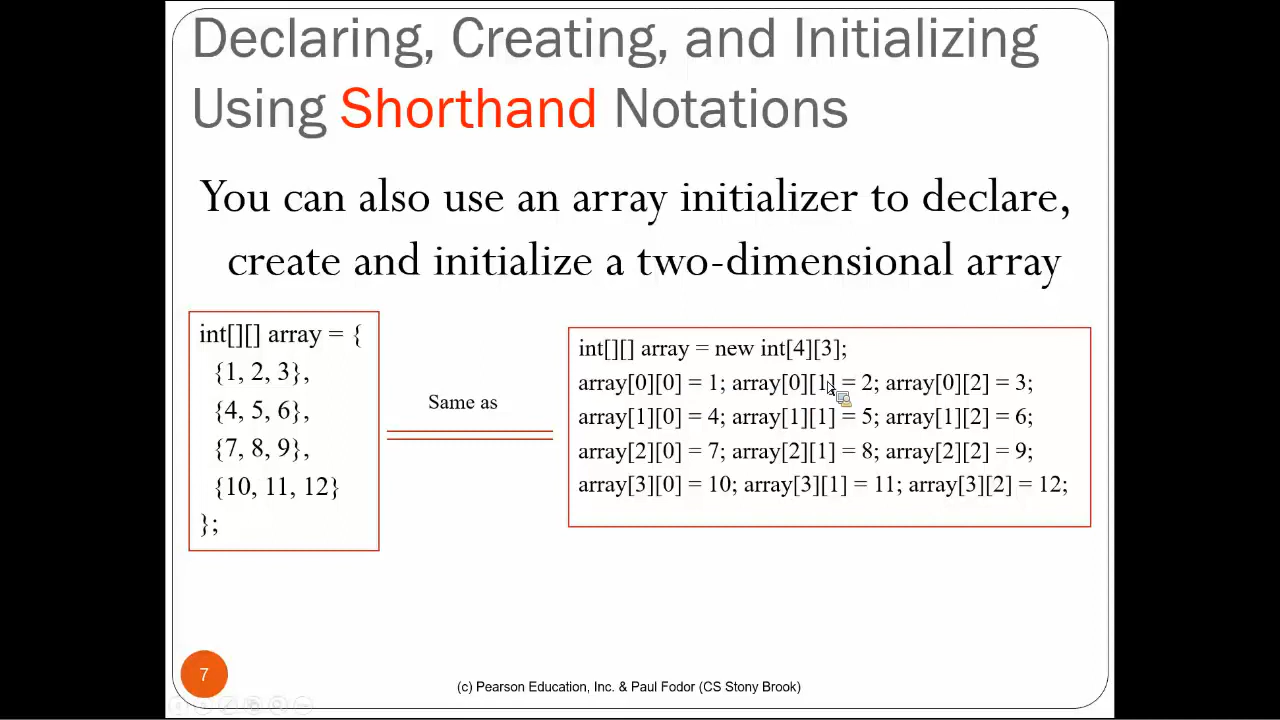 Declaring, Creating, and Initializing
Using Shorthand Notations
You can also use an array initializer to declare,
create and initialize a two-dimensional array
int[][] array = {
{1, 2, 3},
{4, 5, 6},
{7, 8, 9},
{10, 11, 12}
};
Same as
int[][] array = new int[4][3];
array[0][0] = 1; array[0][1] = 2; array[0][2] = 3;
array[1][0] = 4; array[1][1] = 5; array[1][2] = 6;
array[2][0] = 7; array[2][1] = 8; array[2][2] = 9;
array[3][0] = 10; array[3][1] = 11; array[3][2] = 12;
7
(c) Pearson Education, Inc. & Paul Fodor (CS Stony Brook)